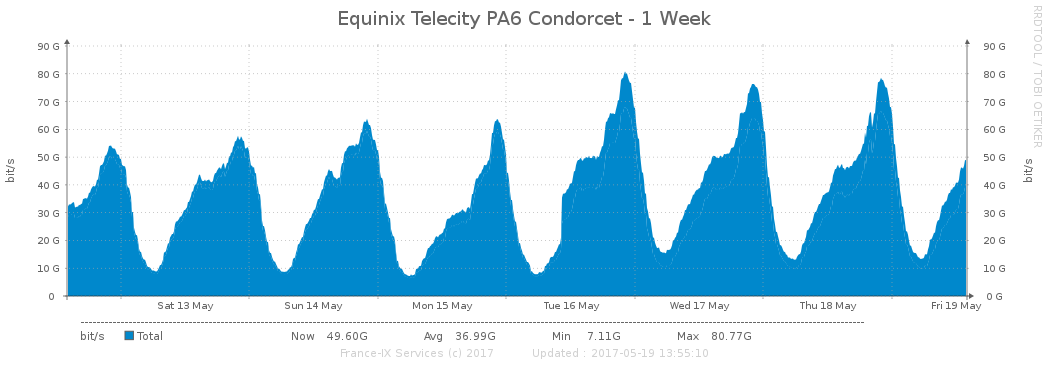 Equinix Telecity PA6 Condorcet - 1 Week
RRDTOOL / TOBI OETIKER
bit/s
90 G 90 G
80 G 80 G
70 G 70 G
60 G 60 G
50 G 50 G
40 G 40 G
30 G 30 G
20 G 20 G
10 G 10 G
0 0 G
bit/s
Sat 13 May Sun 14 May Mon 15 May Tue 16 May Wed 17 May Thu 18 May Fri 19 May
bit/s Total Now 49.60G Avg 36.99G Min 7.11G Max 80.77G
France-IX Services (c) 2017 Updated : 2017-05-19 13:55:10